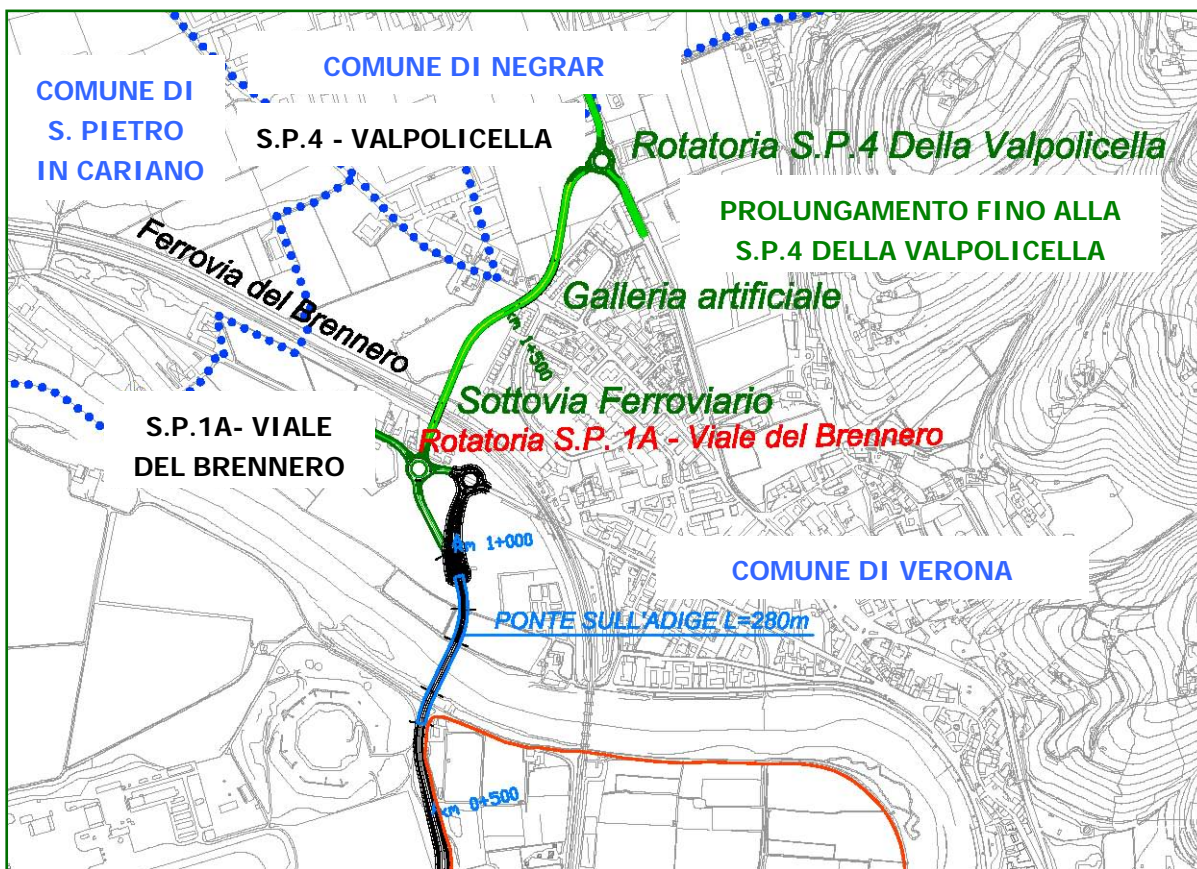 COMUNE DI NEGRAR
COMUNE DI
S. PIETRO
IN CARIANO
S.P.4 - VALPOLICELLA
Rotatoria S.P.4 Della Valpolicella
PROLUNGAMENTO FINO ALLA
S.P.4 DELLA VALPOLICELLA
Ferrovia del Brennero
Galleria artificiale
km 1+500
Sottovia Ferroviario
Rotatoria S.P. 1A - Viale del Brennero
S.P.1A- VIALE
DEL BRENNERO
km 1+000
COMUNE DI VERONA
PONTE SULL'ADIGE L=280m
km 0+500